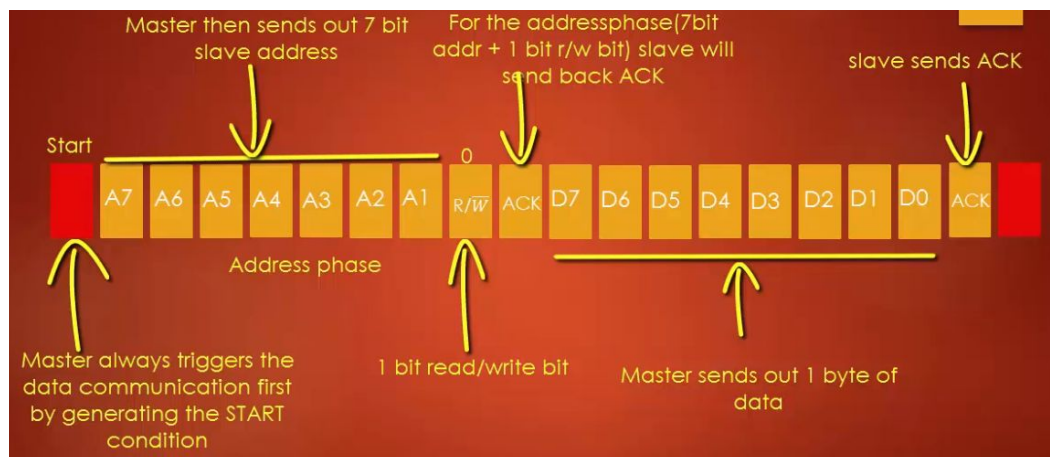 Master then sends out 7 bit
slave address
For the addressphase(7bit
addr + 1 bit r/w bit) slave will
send back ACK
slave sends ACK
Start
0
A7 A6 A5 A4 A3 A2 A1 R/W̅ ACK D7 D6 D5 D4 D3 D2 D1 D0 ACK
Address phase
Master always triggers the
data communication first
by generating the START
condition
1 bit read/write bit
Master sends out 1 byte of
data